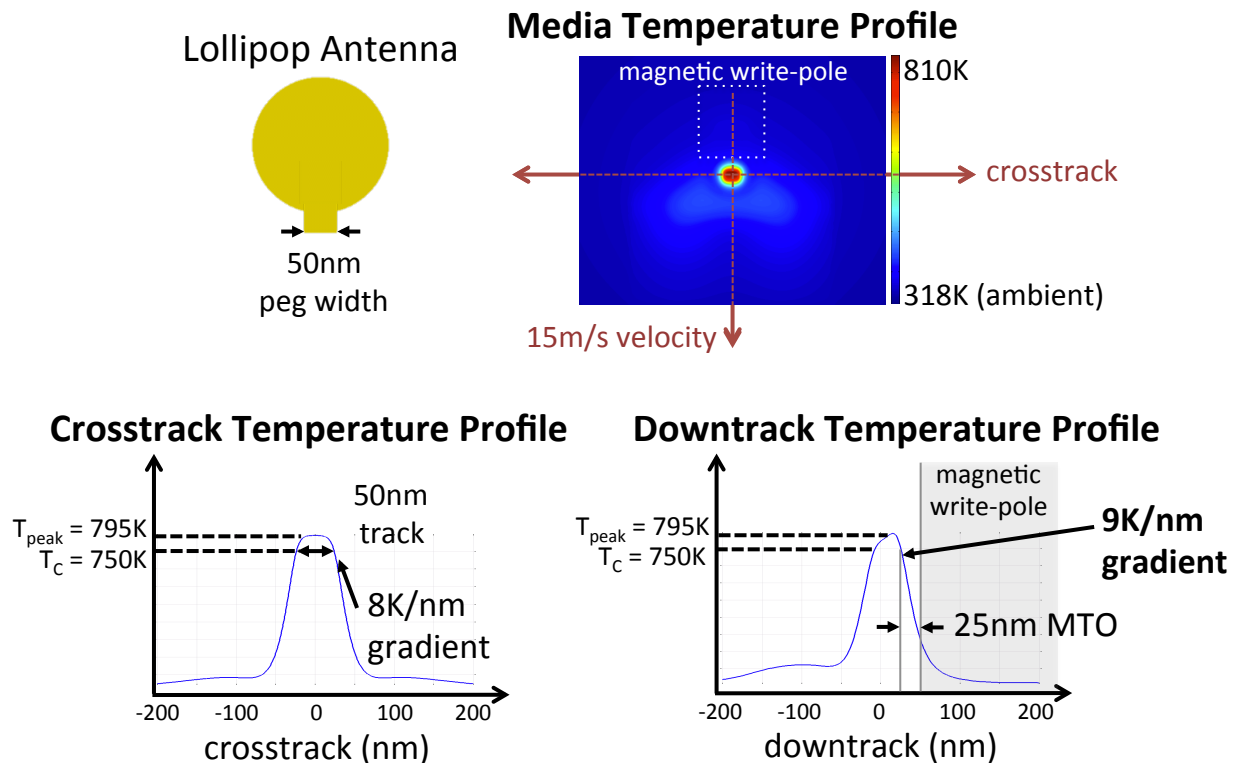 Lollipop Antenna
50nm
peg width
Media Temperature Profile
magnetic write-pole
810K
crosstrack
318K (ambient)
15m/s velocity
Crosstrack Temperature Profile
50nm
track
T_peak = 795K
T_C = 750K
8K/nm
gradient
-200
-100
0
100
200
crosstrack (nm)
Downtrack Temperature Profile
magnetic
write-pole
T_peak = 795K
T_C = 750K
9K/nm
gradient
25nm MTO
-200
-100
0
100
200
downtrack (nm)